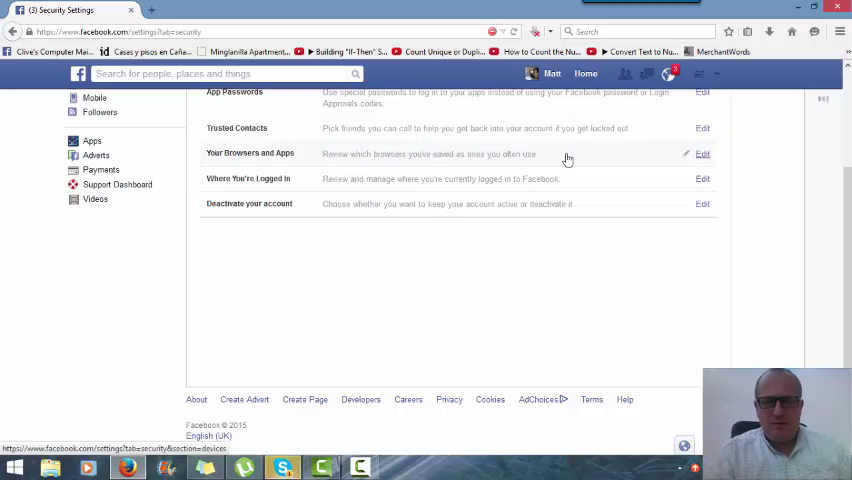 (3) Security Settings
https://www.facebook.com/settings?tab=security
Search
Clive's Computer Mai...
Casas y pisos en Caña...
Minglanilla Apartment...
Building "If-Then" S...
Count Unique or Dupli...
How to Count the Nu...
Convert Text to Nu...
MerchantWords
Search for people, places and things
Matt
Home
3
Mobile
Followers
Apps
Adverts
Payments
Support Dashboard
Videos
App Passwords
Use special passwords to log in to your apps instead of using your Facebook password or Login
Approvals codes.
Edit
Trusted Contacts
Pick friends you can call to help you get back into your account if you get locked out
Edit
Your Browsers and Apps
Review which browsers you've saved as ones you often use
Edit
Where You're Logged In
Review and manage where you're currently logged in to Facebook.
Edit
Deactivate your account
Choose whether you want to keep your account active or deactivate it.
Edit
About
Create Advert
Create Page
Developers
Careers
Privacy
Cookies
AdChoices
Terms
Help
Facebook © 2015
English (UK)
https://www.facebook.com/settings?tab=security&section=devices